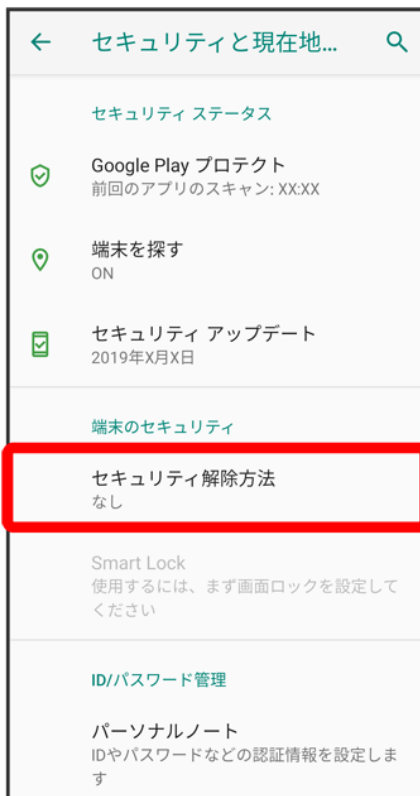 セキュリティと現在地...
セキュリティ ステータス
Google Play プロテクト
前回のアプリのスキャン: XX:XX
端末を探す
ON
セキュリティ アップデート
2019年X月X日
端末のセキュリティ
セキュリティ解除方法
なし
Smart Lock
使用するには、まず画面ロックを設定して
ください
ID/パスワード管理
パーソナルノート
IDやパスワードなどの認証情報を設定しま
す